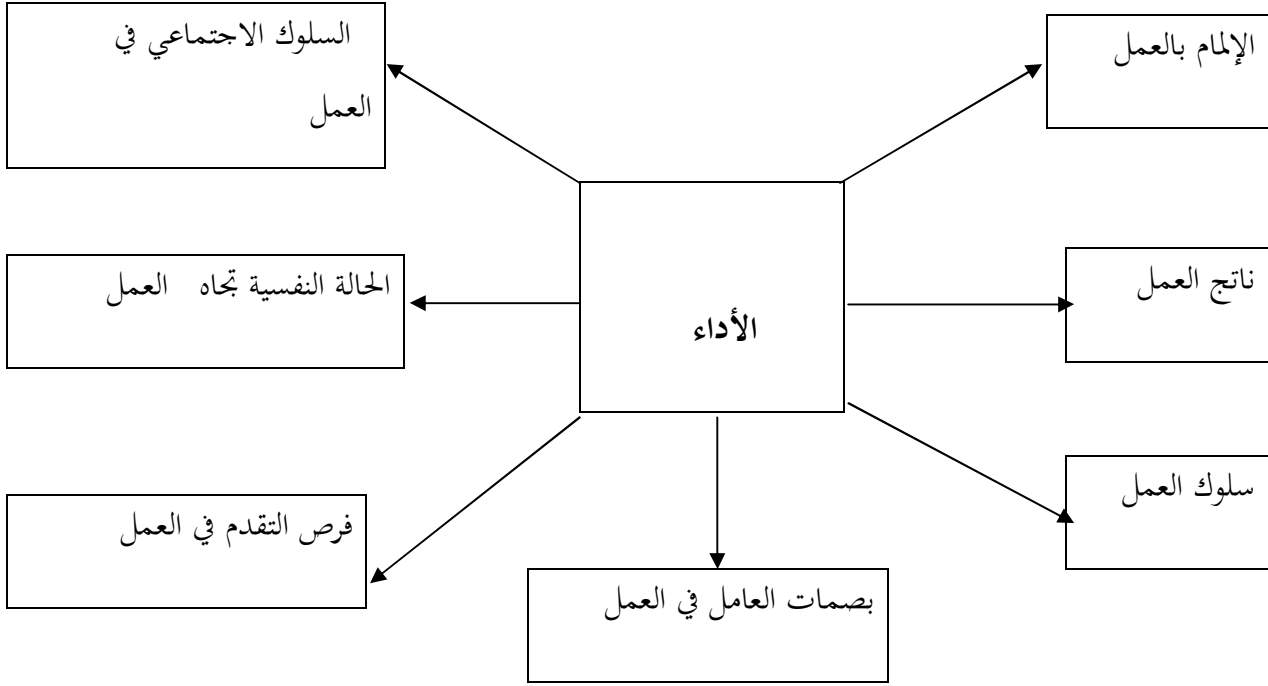 الإلمام بالعمل
السلوك الاجتماعي في
العمل
ناتج العمل
الحالة النفسية تجاه العمل
الأداء
سلوك العمل
فرص التقدم في العمل
بصمات العامل في العمل